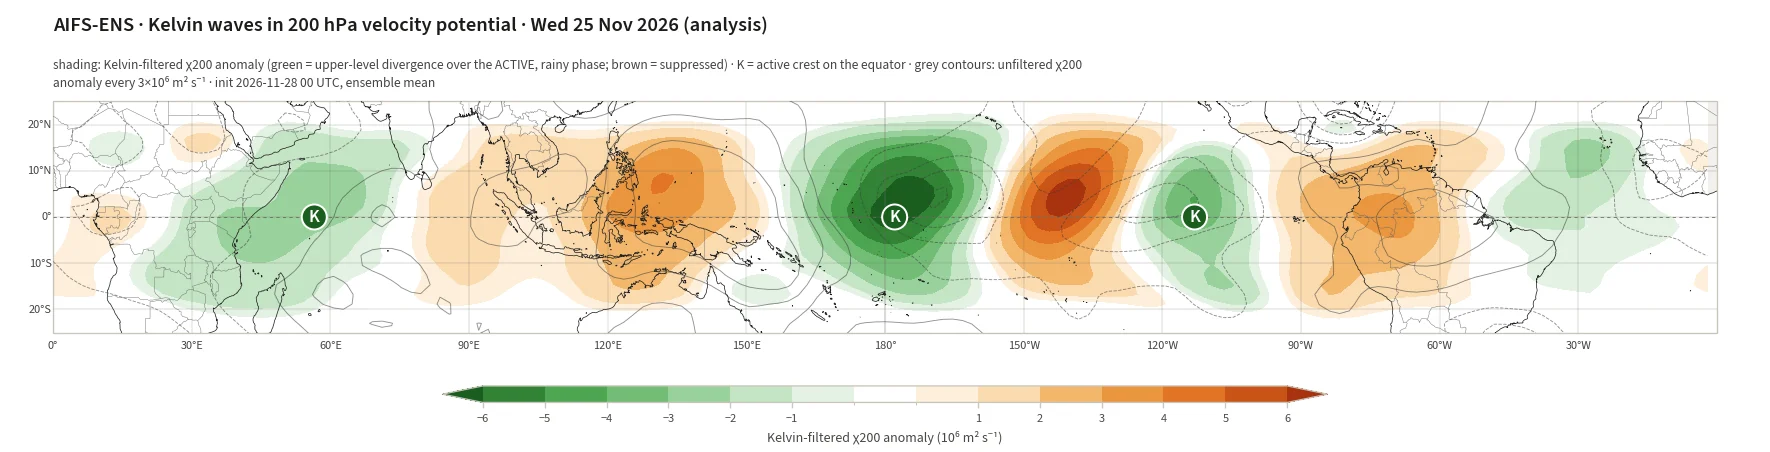 AIFS-ENS · Kelvin waves in 200 hPa velocity potential · Wed 25 Nov 2026 (analysis)
shading: Kelvin-filtered χ200 anomaly (green = upper-level divergence over the ACTIVE, rainy phase; brown = suppressed) · K = active crest on the equator · grey contours: unfiltered χ200
anomaly every 3×10⁶ m² s⁻¹ · init 2026-11-28 00 UTC, ensemble mean
20°N
10°N
0°
10°S
20°S
K
K
K
0° 30°E 60°E 90°E 120°E 150°E 180° 150°W 120°W 90°W 60°W 30°W
−6 −5 −4 −3 −2 −1 1 2 3 4 5 6
Kelvin-filtered χ200 anomaly (10⁶ m² s⁻¹)